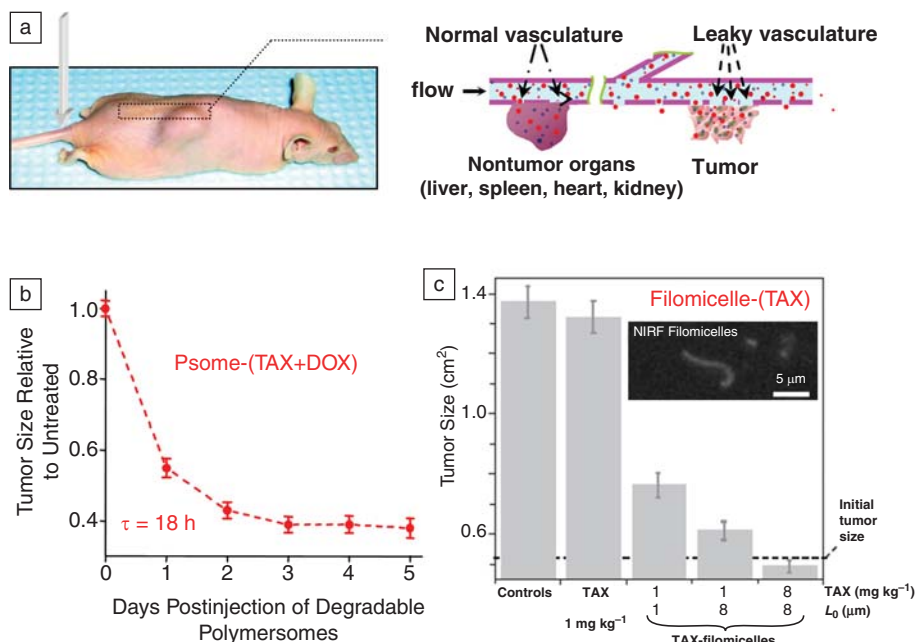 a
Normal vasculature
Leaky vasculature
flow
Nontumor organs
(liver, spleen, heart, kidney)
Tumor
b
Tumor Size Relative
to Untreated
1.0
0.8
0.6
0.4
Psome-(TAX+DOX)
τ = 18 h
0 1 2 3 4 5
Days Postinjection of Degradable
Polymersomes
c
Tumor Size (cm²)
1.4
1.0
0.6
Filomicelle-(TAX)
NIRF Filomicelles
5 μm
Initial
tumor
size
Controls TAX 1 1 8 TAX (mg kg⁻¹)
1 mg kg⁻¹ 1 8 8 L₀ (μm)
TAX-filomicelles